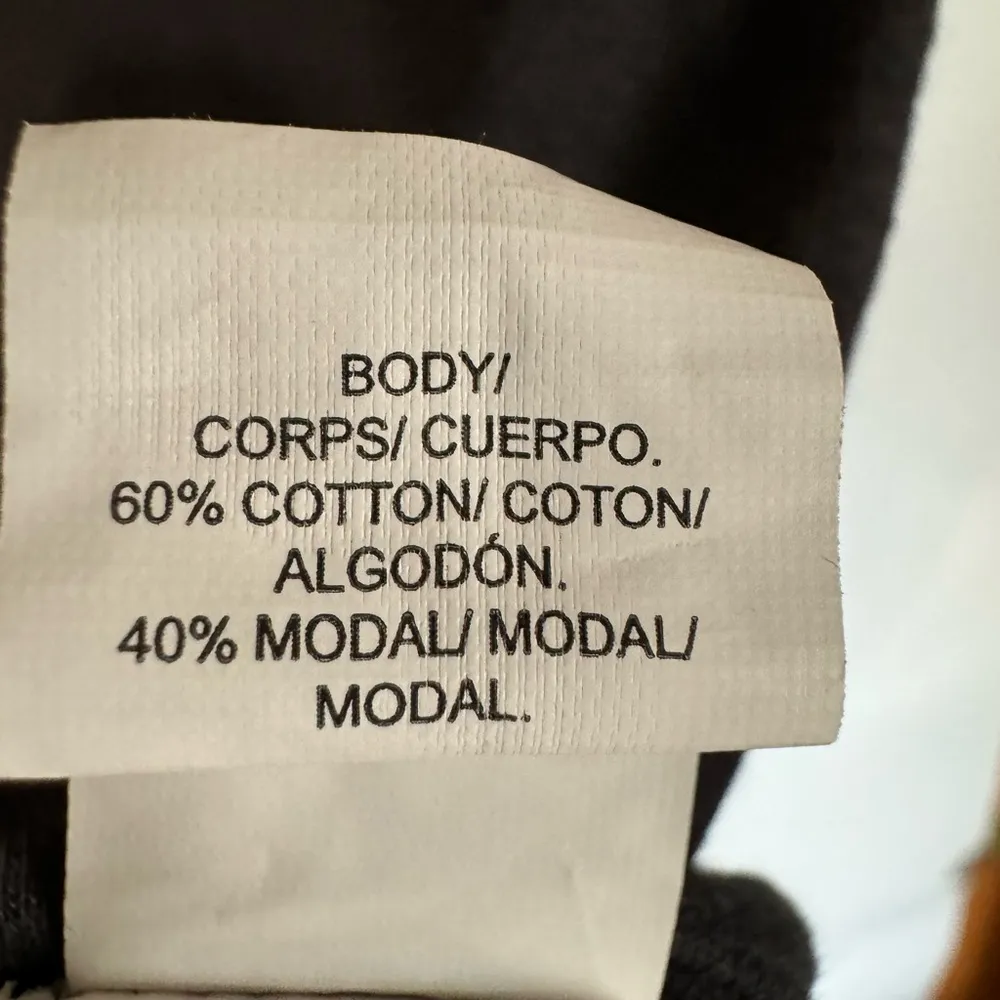 BODY/
CORPS/ CUERPO.
60% COTTON/ COTON/
ALGODÓN.
40% MODAL/ MODAL/
MODAL.